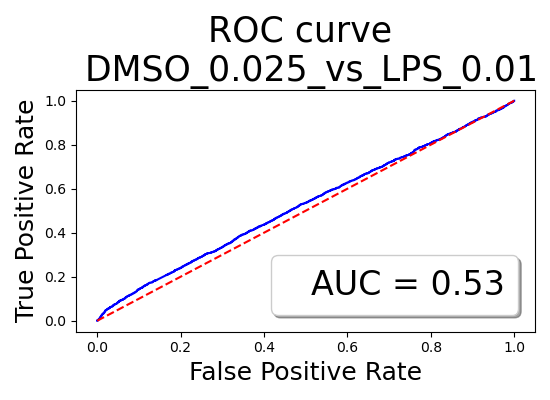 ROC curve
DMSO_0.025_vs_LPS_0.01
True Positive Rate
1.0
0.8
0.6
0.4
0.2
0.0
AUC = 0.53
0.0 0.2 0.4 0.6 0.8 1.0
False Positive Rate